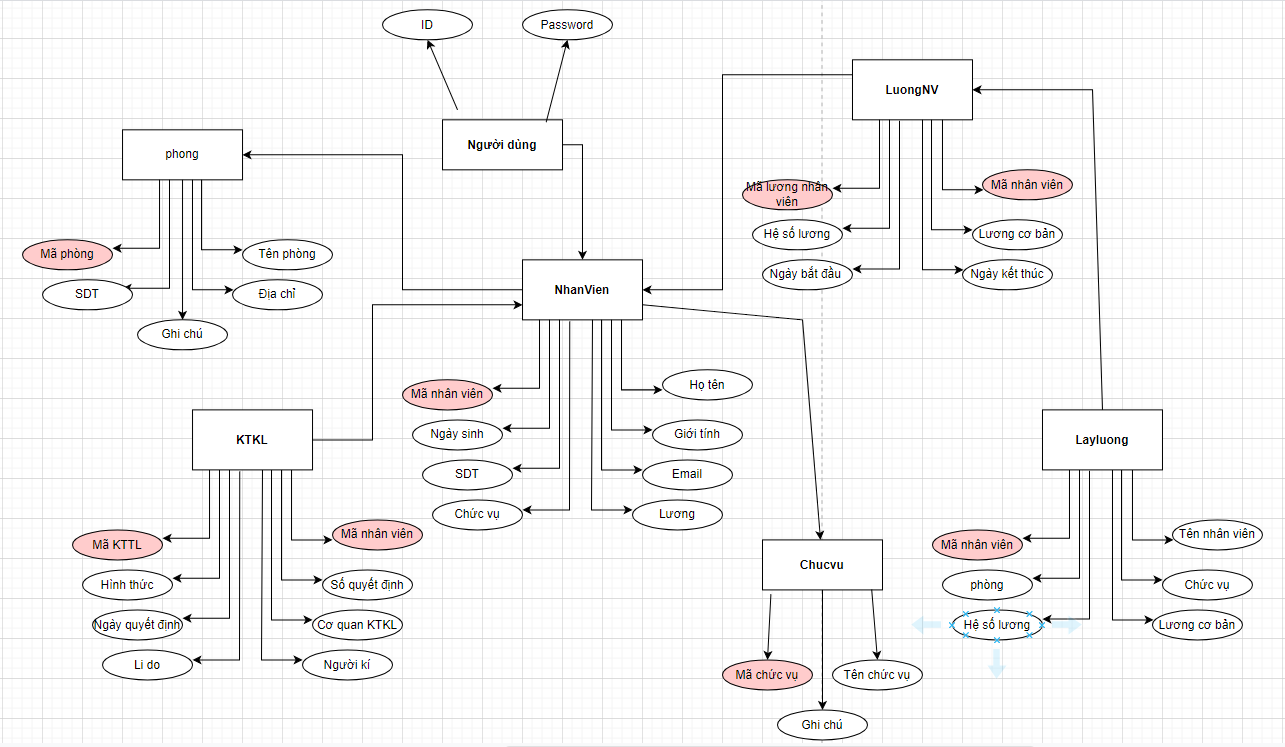 ID
Password
LuongNV
Người dùng
phong
Mã lương nhân
viên
Mã nhân viên
Hệ số lương
Lương cơ bản
Ngày bắt đầu
Ngày kết thúc
Mã phòng
Tên phòng
SDT
Địa chỉ
Ghi chú
NhanVien
Mã nhân viên
Họ tên
Ngày sinh
Giới tính
SDT
Email
Chức vụ
Lương
KTKL
Mã KTTL
Mã nhân viên
Hình thức
Số quyết định
Ngày quyết định
Cơ quan KTKL
Lí do
Người kí
Chucvu
Mã chức vụ
Tên chức vụ
Ghi chú
Layluong
Mã nhân viên
Tên nhân viên
phòng
Chức vụ
Hệ số lương
Lương cơ bản